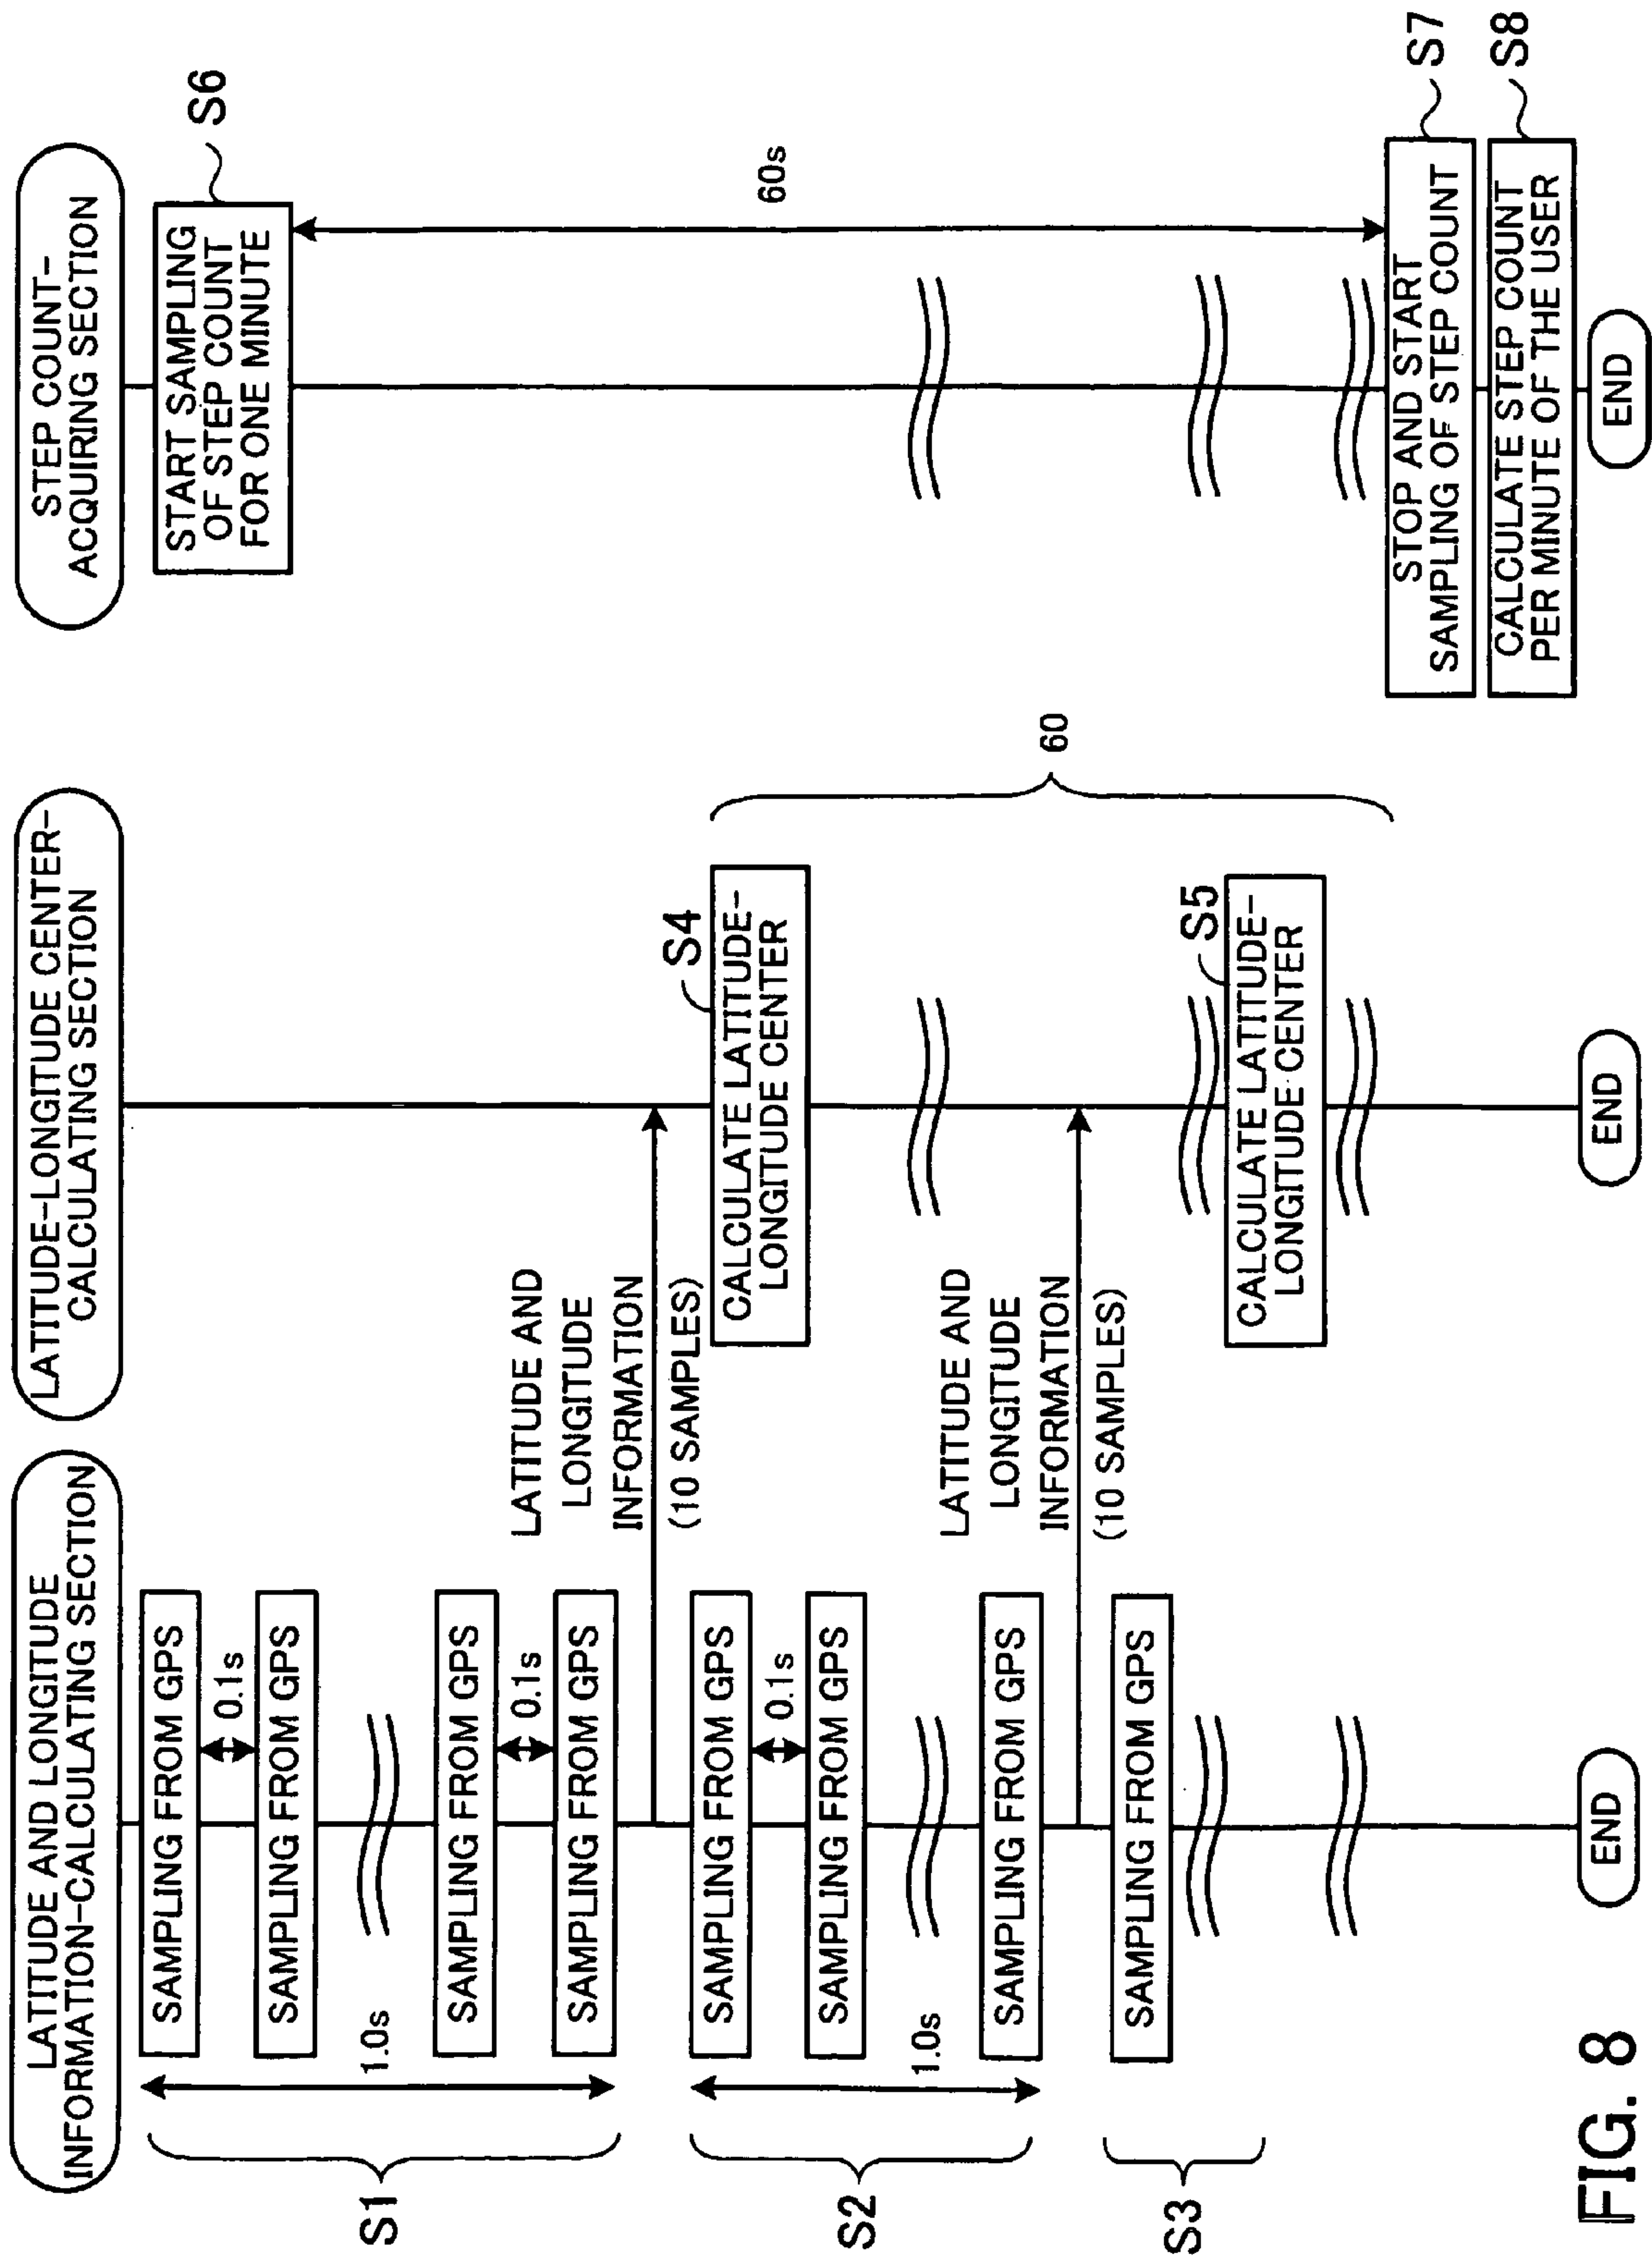 LATITUDE AND LONGITUDE
INFORMATION-CALCULATING SECTION
SAMPLING FROM GPS
0.1s
SAMPLING FROM GPS
1.0s
SAMPLING FROM GPS
0.1s
SAMPLING FROM GPS
S1
SAMPLING FROM GPS
0.1s
SAMPLING FROM GPS
1.0s
SAMPLING FROM GPS
S2
SAMPLING FROM GPS
S3
END
LATITUDE AND
LONGITUDE
INFORMATION
(10 SAMPLES)
LATITUDE AND
LONGITUDE
INFORMATION
(10 SAMPLES)
LATITUDE-LONGITUDE CENTER-
CALCULATING SECTION
S4
CALCULATE LATITUDE-
LONGITUDE CENTER
S5
CALCULATE LATITUDE-
LONGITUDE CENTER
60
END
STEP COUNT-
ACQUIRING SECTION
START SAMPLING
OF STEP COUNT
FOR ONE MINUTE
S6
60s
STOP AND START
SAMPLING OF STEP COUNT
S7
CALCULATE STEP COUNT
PER MINUTE OF THE USER
S8
END
FIG. 8